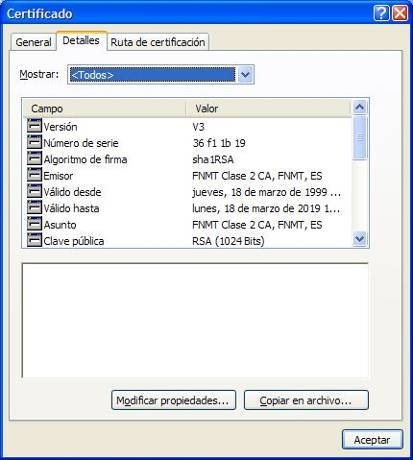 Certificado
General Detalles Ruta de certificación
Mostrar: <Todos>
Campo Valor
Versión V3
Número de serie 36 f1 1b 19
Algoritmo de firma sha1RSA
Emisor FNMT Clase 2 CA, FNMT, ES
Válido desde jueves, 18 de marzo de 1999 ...
Válido hasta lunes, 18 de marzo de 2019 1...
Asunto FNMT Clase 2 CA, FNMT, ES
Clave pública RSA (1024 Bits)
Modificar propiedades... Copiar en archivo...
Aceptar